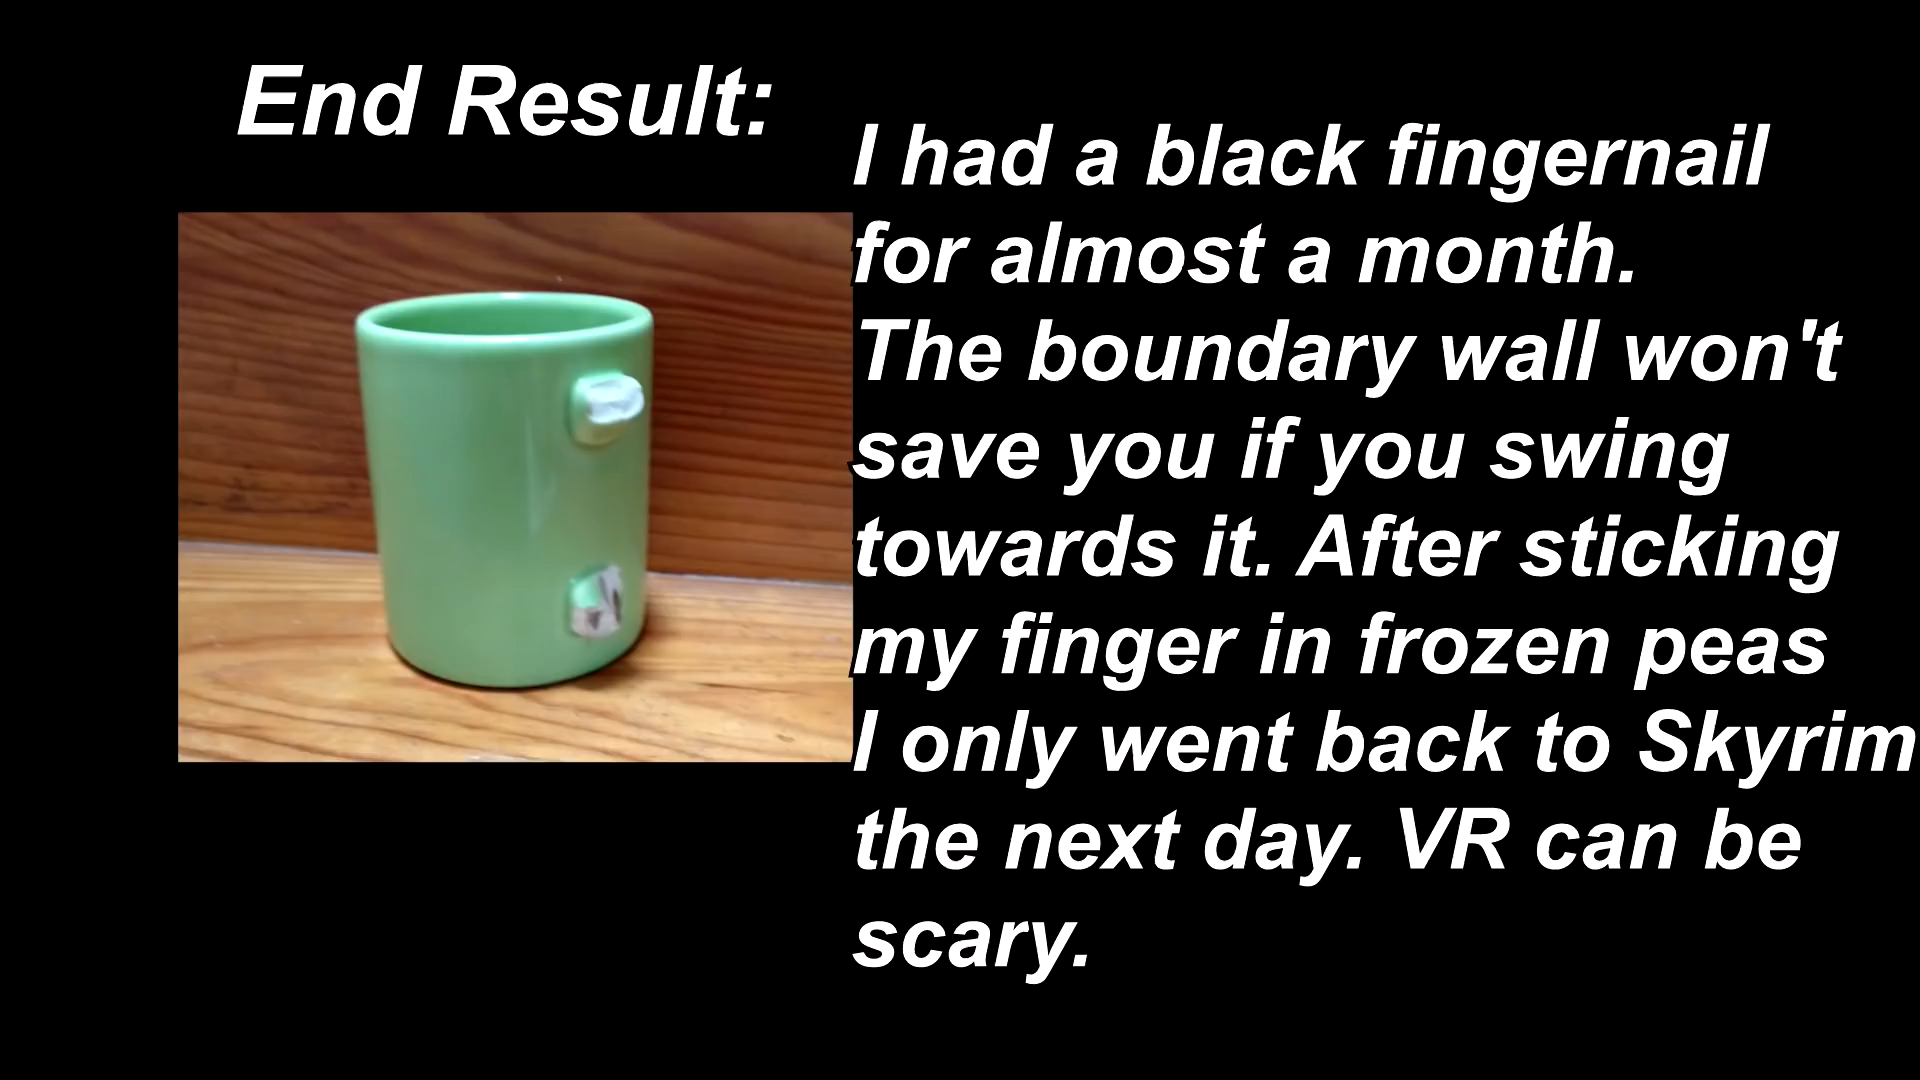 End Result:
I had a black fingernail
for almost a month.
The boundary wall won't
save you if you swing
towards it. After sticking
my finger in frozen peas
I only went back to Skyrim
the next day. VR can be
scary.